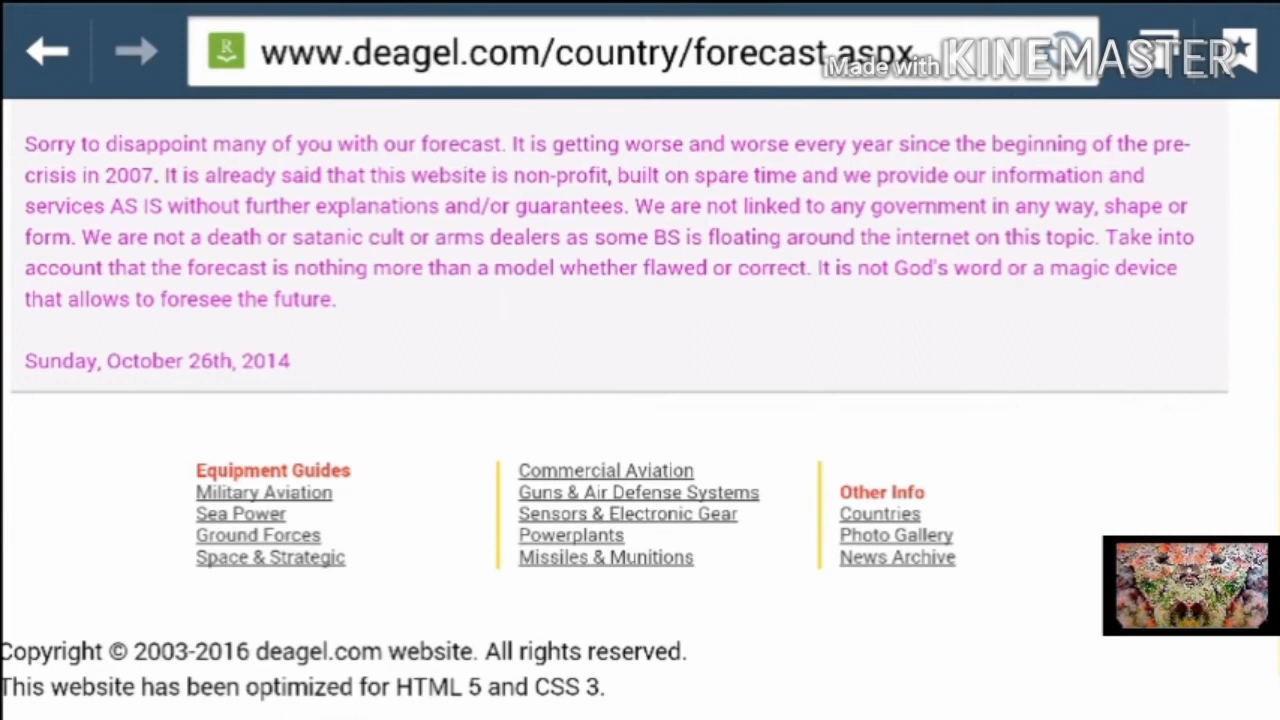 www.deagel.com/country/forecast.aspx
Made with KINEMASTER
Sorry to disappoint many of you with our forecast. It is getting worse and worse every year since the beginning of the pre-
crisis in 2007. It is already said that this website is non-profit, built on spare time and we provide our information and
services AS IS without further explanations and/or guarantees. We are not linked to any government in any way, shape or
form. We are not a death or satanic cult or arms dealers as some BS is floating around the internet on this topic. Take into
account that the forecast is nothing more than a model whether flawed or correct. It is not God's word or a magic device
that allows to foresee the future.
Sunday, October 26th, 2014
Equipment Guides
Military Aviation
Sea Power
Ground Forces
Space & Strategic
Commercial Aviation
Guns & Air Defense Systems
Sensors & Electronic Gear
Powerplants
Missiles & Munitions
Other Info
Countries
Photo Gallery
News Archive
Copyright © 2003-2016 deagel.com website. All rights reserved.
This website has been optimized for HTML 5 and CSS 3.